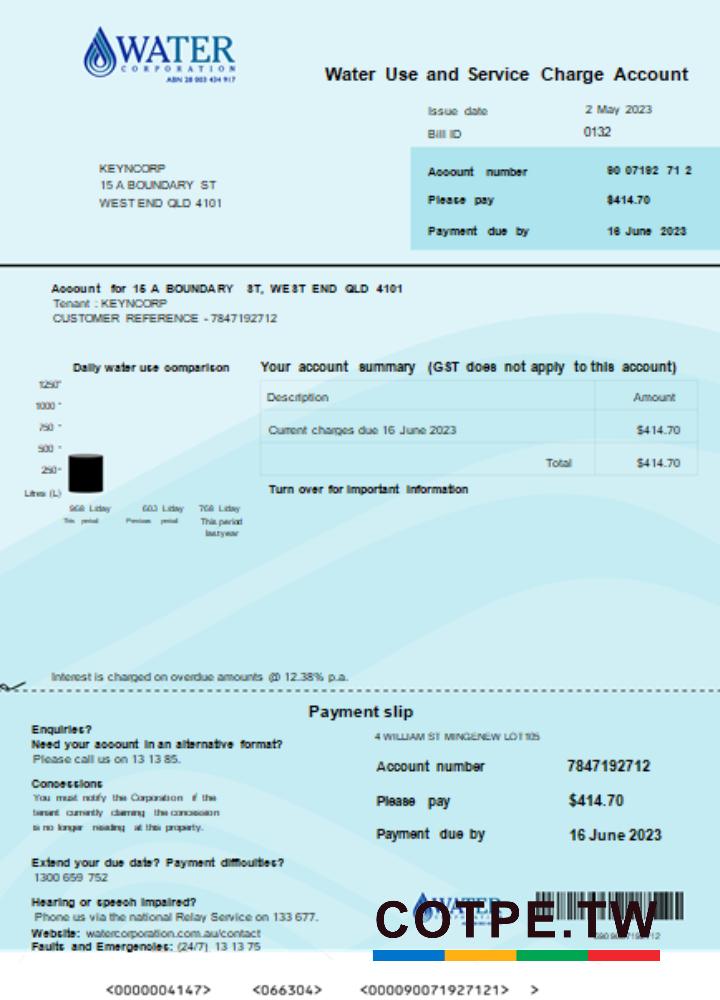 WATER
CORPORATION
ABN 28 003 434 917
Water Use and Service Charge Account
Issue date 2 May 2023
Bill ID 0132
KEYNCORP
15 A BOUNDARY ST
WEST END QLD 4101
Account number 90 07192 71 2
Please pay $414.70
Payment due by 16 June 2023
Account for 15 A BOUNDARY ST, WEST END QLD 4101
Tenant : KEYNCORP
CUSTOMER REFERENCE - 7847192712
Daily water use comparison
1250
1000
750
500
250
Litres (L)
968 L/day 603 L/day 768 L/day
This period Previous period This period
last year
Your account summary (GST does not apply to this account)
Description Amount
Current charges due 16 June 2023 $414.70
Total $414.70
Turn over for important information
Interest is charged on overdue amounts @ 12.38% p.a.
Payment slip
Enquiries?
Need your account in an alternative format?
Please call us on 13 13 85.
Concessions
You must notify the Corporation if the
tenant currently claiming the concession
is no longer residing at this property.
Extend your due date? Payment difficulties?
1300 659 752
Hearing or speech impaired?
Phone us via the national Relay Service on 133 677.
Website: watercorporation.com.au/contact
Faults and Emergencies: (24/7) 13 13 75
4 WILLIAM ST MINGENEW LOT 105
Account number 7847192712
Please pay $414.70
Payment due by 16 June 2023
WATER
COTPE.TW
<0000004147> <066304> <0000090071927121> >